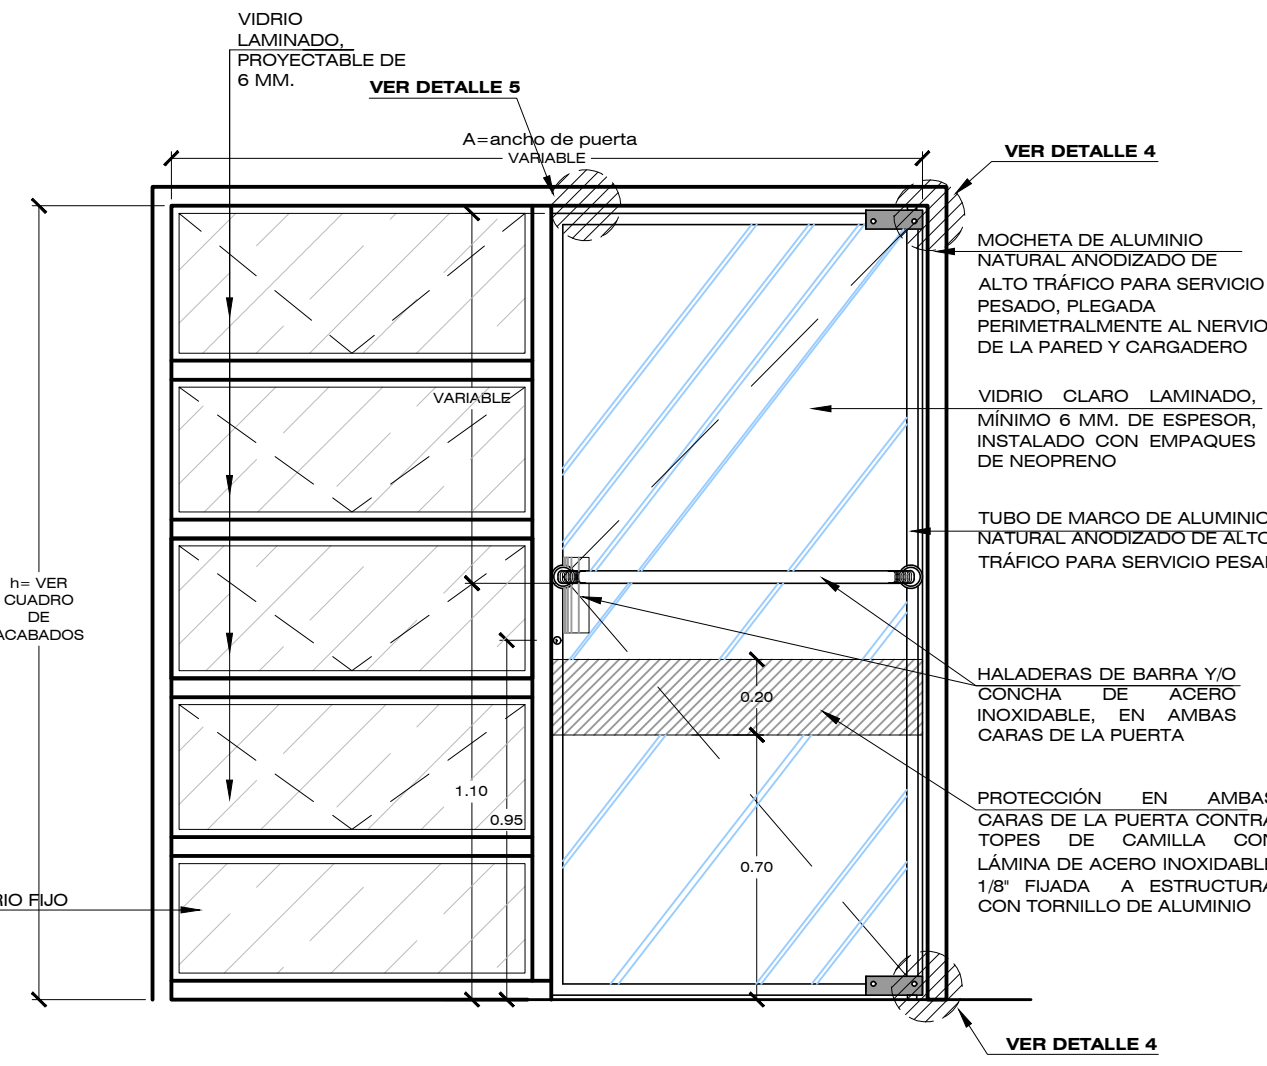 VIDRIO
LAMINADO,
PROYECTABLE DE
6 MM.
VER DETALLE 5
A=ancho de puerta
VARIABLE
VER DETALLE 4
MOCHETA DE ALUMINIO
NATURAL ANODIZADO DE
ALTO TRÁFICO PARA SERVICIO
PESADO, PLEGADA
PERIMETRALMENTE AL NERVIO
DE LA PARED Y CARGADERO
VARIABLE
VIDRIO CLARO LAMINADO,
MÍNIMO 6 MM. DE ESPESOR,
INSTALADO CON EMPAQUES
DE NEOPRENO
TUBO DE MARCO DE ALUMINIO
NATURAL ANODIZADO DE ALTO
TRÁFICO PARA SERVICIO
h= VER
CUADRO
DE
ACABADOS
HALADERAS DE BARRA Y/O
CONCHA DE ACERO
INOXIDABLE, EN AMBAS
CARAS DE LA PUERTA
0.20
1.10
0.95
0.70
PROTECCIÓN EN AMBAS
CARAS DE LA PUERTA CONTRA
TOPES DE CAMILLA CON
LÁMINA DE ACERO INOXIDABLE
1/8" FIJADA A ESTRUCTURA
CON TORNILLO DE ALUMINIO
FIJO
VER DETALLE 4